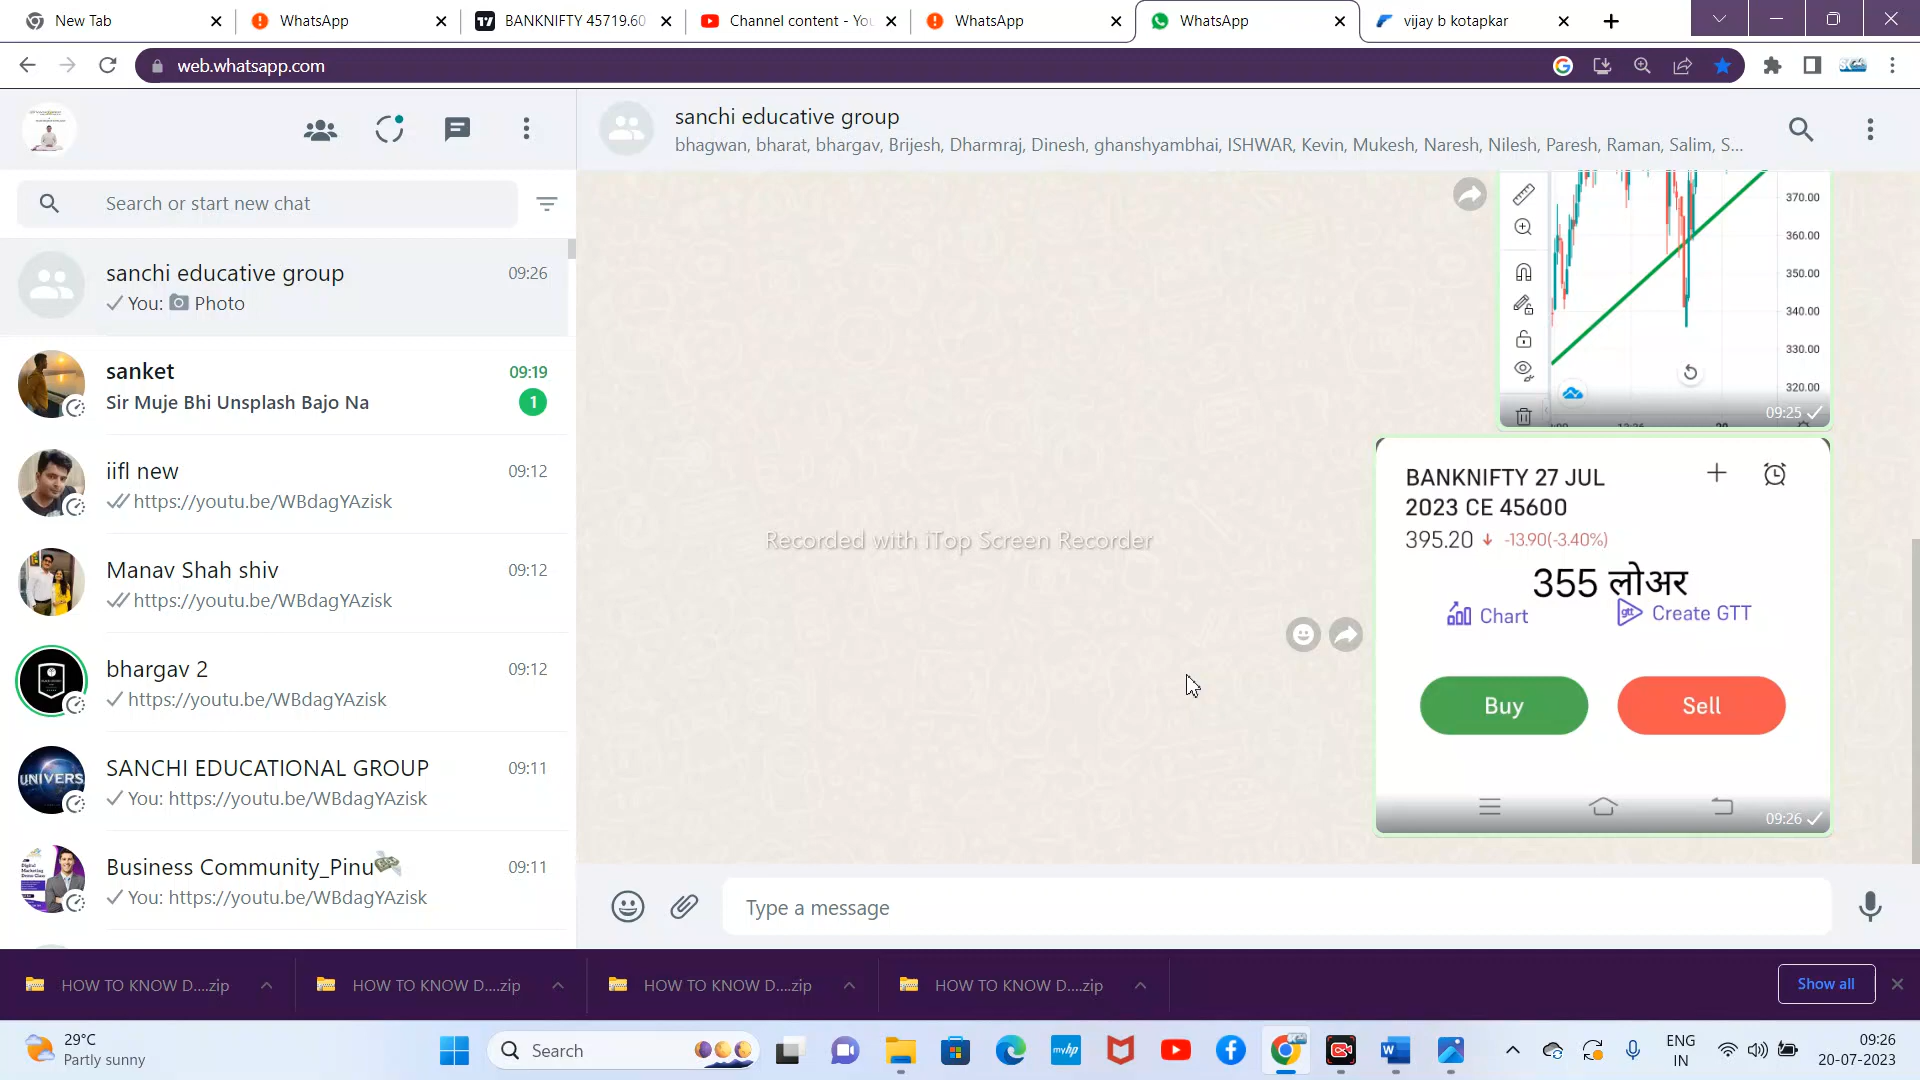 New Tab
WhatsApp
BANKNIFTY 45719.60
Channel content - You
WhatsApp
WhatsApp
vijay b kotapkar
web.whatsapp.com
sanchi educative group
bhagwan, bharat, bhargav, Brijesh, Dharmraj, Dinesh, ghanshyambhai, ISHWAR, Kevin, Mukesh, Naresh, Nilesh, Paresh, Raman, Salim, S...
Search or start new chat
sanchi educative group 09:26
You: Photo
sanket 09:19
Sir Muje Bhi Unsplash Bajo Na 1
iifl new 09:12
https://youtu.be/WBdagYAzisk
Manav Shah shiv 09:12
https://youtu.be/WBdagYAzisk
bhargav 2 09:12
https://youtu.be/WBdagYAzisk
SANCHI EDUCATIONAL GROUP 09:11
You: https://youtu.be/WBdagYAzisk
UNIVERS
Business Community_Pinu💸 09:11
You: https://youtu.be/WBdagYAzisk
370.00
360.00
350.00
340.00
330.00
320.00
09:25
BANKNIFTY 27 JUL
2023 CE 45600
395.20 -13.90(-3.40%)
355 लोअर
Chart
gtt Create GTT
Buy
Sell
09:26
Recorded with iTop Screen Recorder
Type a message
HOW TO KNOW D....zip
HOW TO KNOW D....zip
HOW TO KNOW D....zip
HOW TO KNOW D....zip
Show all
29°C
Partly sunny
Search
myhp
ENG
IN
09:26
20-07-2023